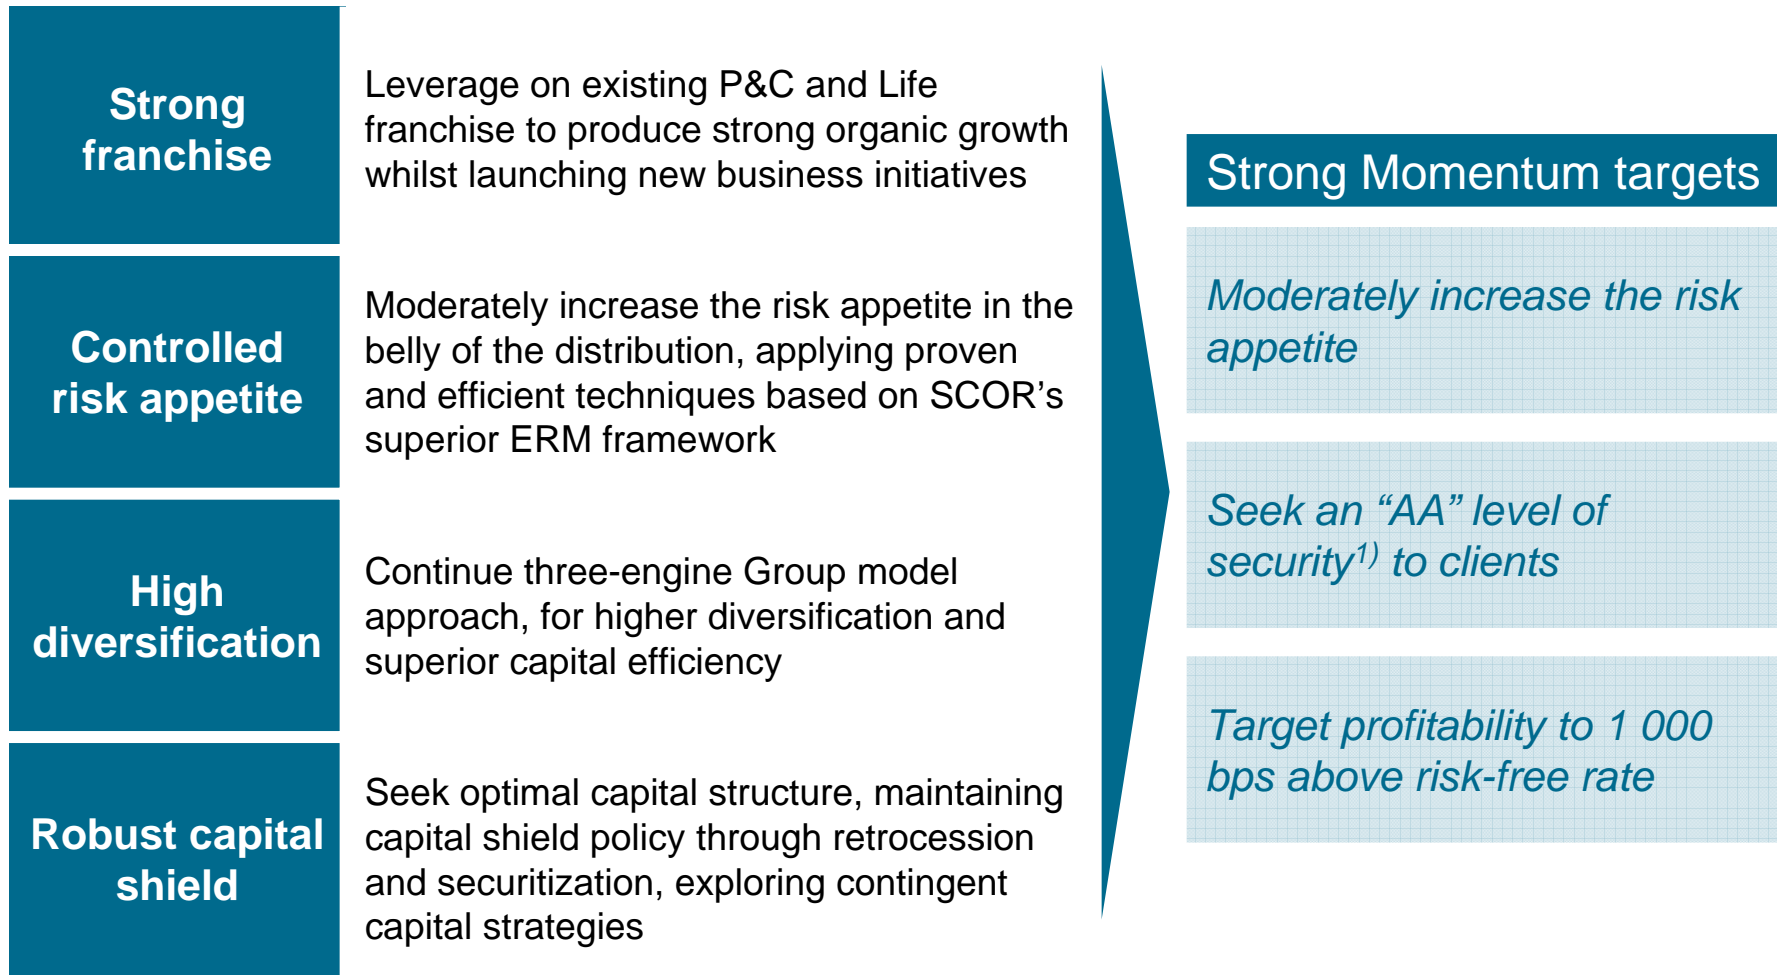 Strong
franchise
Leverage on existing P&C and Life
franchise to produce strong organic growth
whilst launching new business initiatives
Controlled
risk appetite
Moderately increase the risk appetite in the
belly of the distribution, applying proven
and efficient techniques based on SCOR’s
superior ERM framework
High
diversification
Continue three-engine Group model
approach, for higher diversification and
superior capital efficiency
Robust capital
shield
Seek optimal capital structure, maintaining
capital shield policy through retrocession
and securitization, exploring contingent
capital strategies
Strong Momentum targets
Moderately increase the risk
appetite
Seek an “AA” level of
security1) to clients
Target profitability to 1 000
bps above risk-free rate